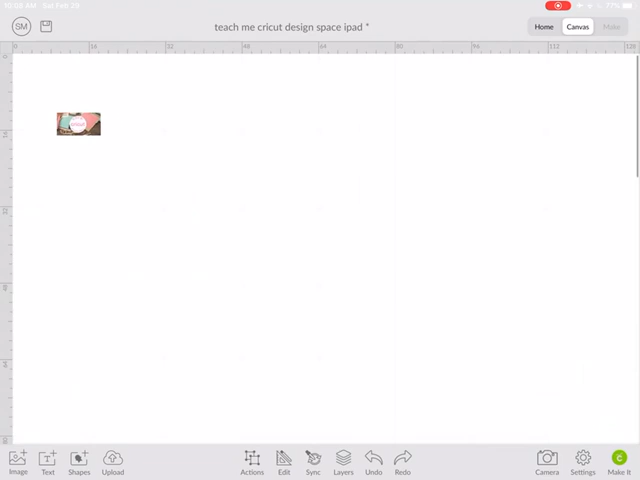 10:08 AM Sat Feb 20
77%
SM
teach me cricut design space ipad *
Home Canvas Make
0 16 32 48 64 80 96 112 128
0
16
32
48
64
80
Image Text Shapes Upload Actions Edit Sync Layers Undo Redo Camera Settings Make It
C